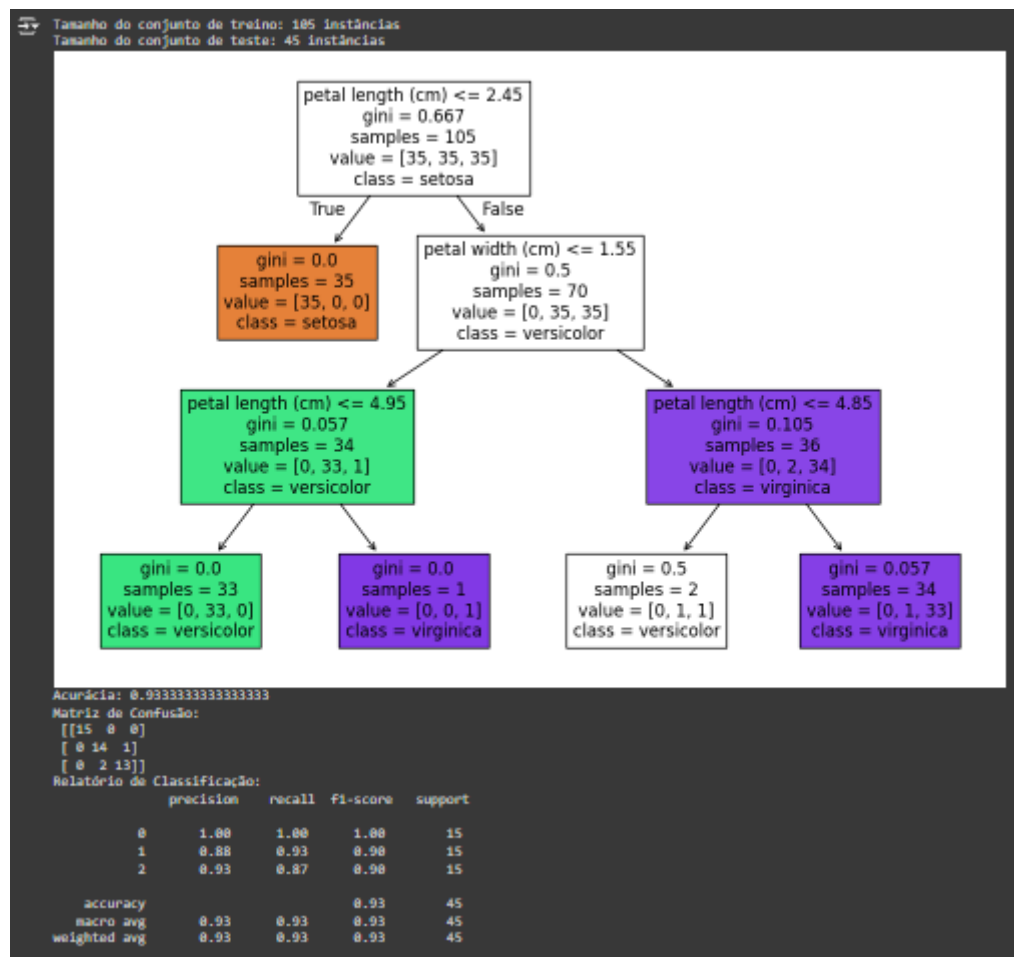 Tamanho do conjunto de treino: 105 instâncias
Tamanho do conjunto de teste: 45 instâncias
petal length (cm) <= 2.45
gini = 0.667
samples = 105
value = [35, 35, 35]
class = setosa
True
False
gini = 0.0
samples = 35
value = [35, 0, 0]
class = setosa
petal width (cm) <= 1.55
gini = 0.5
samples = 70
value = [0, 35, 35]
class = versicolor
petal length (cm) <= 4.95
gini = 0.057
samples = 34
value = [0, 33, 1]
class = versicolor
petal length (cm) <= 4.85
gini = 0.105
samples = 36
value = [0, 2, 34]
class = virginica
gini = 0.0
samples = 33
value = [0, 33, 0]
class = versicolor
gini = 0.0
samples = 1
value = [0, 0, 1]
class = virginica
gini = 0.5
samples = 2
value = [0, 1, 1]
class = versicolor
gini = 0.057
samples = 34
value = [0, 1, 33]
class = virginica
Acurácia: 0.9333333333333333
Matriz de Confusão:
[[15 0 0]
[ 0 14 1]
[ 0 2 13]]
Relatório de Classificação:
precision recall f1-score support
0 1.00 1.00 1.00 15
1 0.88 0.93 0.90 15
2 0.93 0.87 0.90 15
accuracy 0.93 45
macro avg 0.93 0.93 0.93 45
weighted avg 0.93 0.93 0.93 45